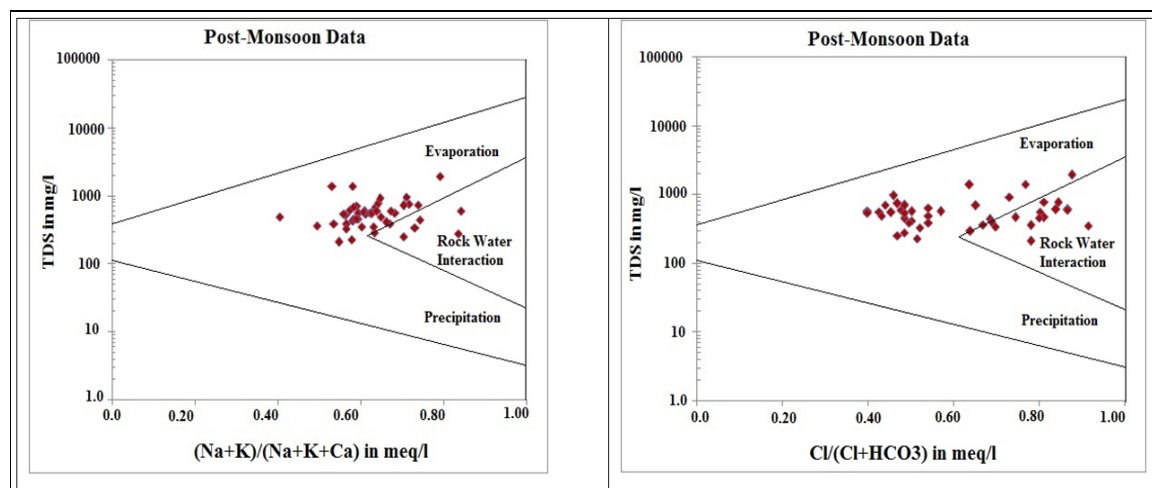 Post-Monsoon Data
100000
10000
1000
100
10
1.0
TDS in mg/l
Evaporation
Rock Water
Interaction
Precipitation
0.0 0.20 0.40 0.60 0.80 1.00
(Na+K)/(Na+K+Ca) in meq/l
Post-Monsoon Data
100000
10000
1000
100
10
1.0
TDS in mg/l
Evaporation
Rock Water
Interaction
Precipitation
0.0 0.20 0.40 0.60 0.80 1.00
Cl/(Cl+HCO3) in meq/l